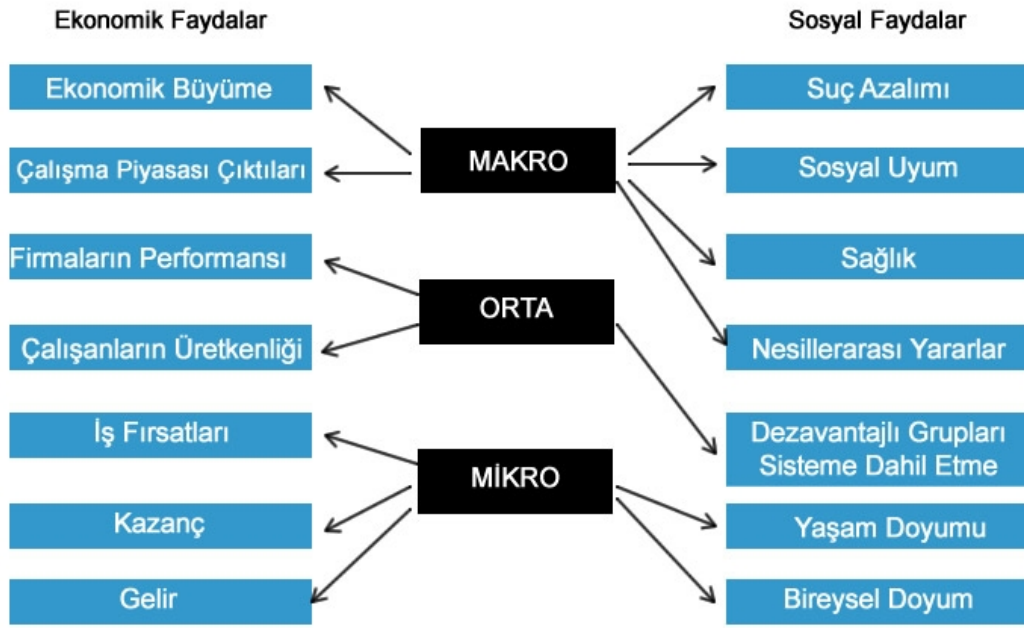 Ekonomik Faydalar
Sosyal Faydalar
Ekonomik Büyüme
Çalışma Piyasası Çıktıları
Firmaların Performansı
Çalışanların Üretkenliği
İş Fırsatları
Kazanç
Gelir
MAKRO
ORTA
MİKRO
Suç Azalımı
Sosyal Uyum
Sağlık
Nesillerarası Yararlar
Dezavantajlı Grupları
Sisteme Dahil Etme
Yaşam Doyumu
Bireysel Doyum